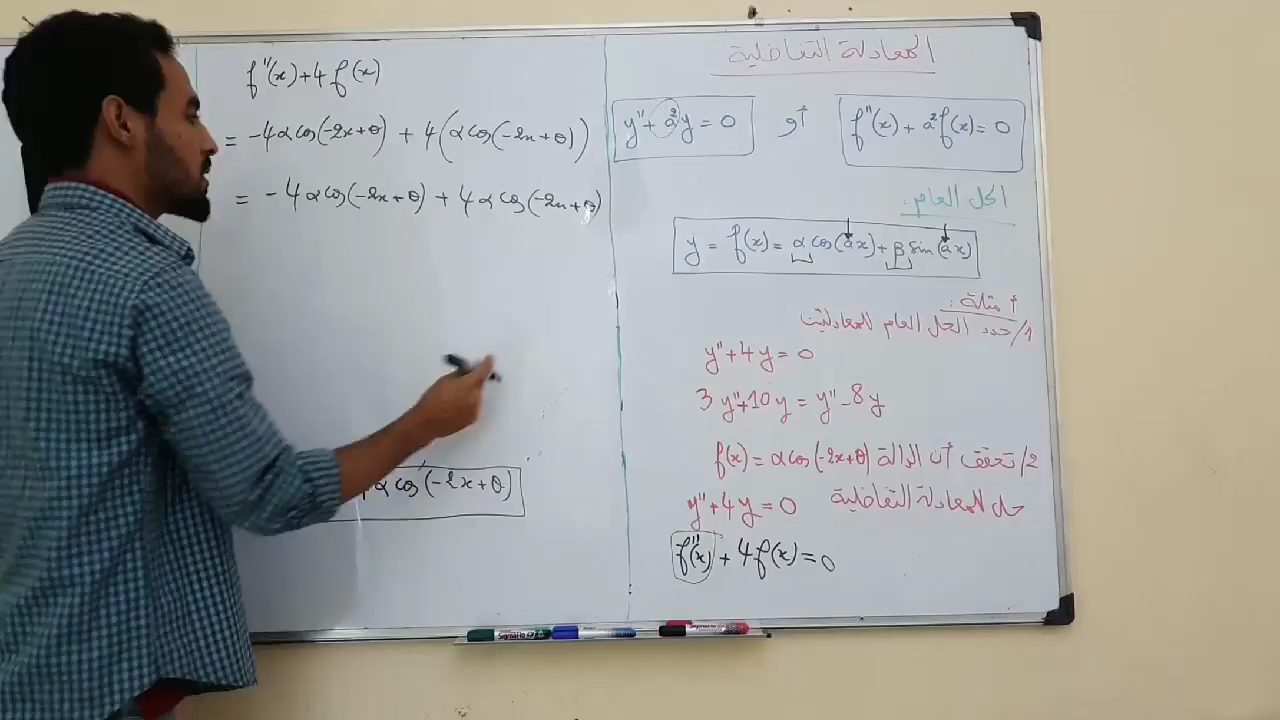 المعادلة التفاضلية
y" + a²y = 0 أو f"(x) + a²f(x) = 0
الحل العام:
y = f(x) = α cos(ax) + β sin(ax)
أمثلة:
1/ حدد الحل العام للمعادلتين
y" + 4y = 0
3y" + 10y = y" - 8y
2/ تحقق أن الدالة f(x) = α cos(-2x+θ)
حل للمعادلة التفاضلية y" + 4y = 0
f"(x) + 4f(x) = 0
f"(x) + 4f(x)
= -4α cos(-2x+θ) + 4(α cos(-2x+θ))
= -4α cos(-2x+θ) + 4α cos(-2x+θ)
α cos(-2x+θ)
SigmaFlo